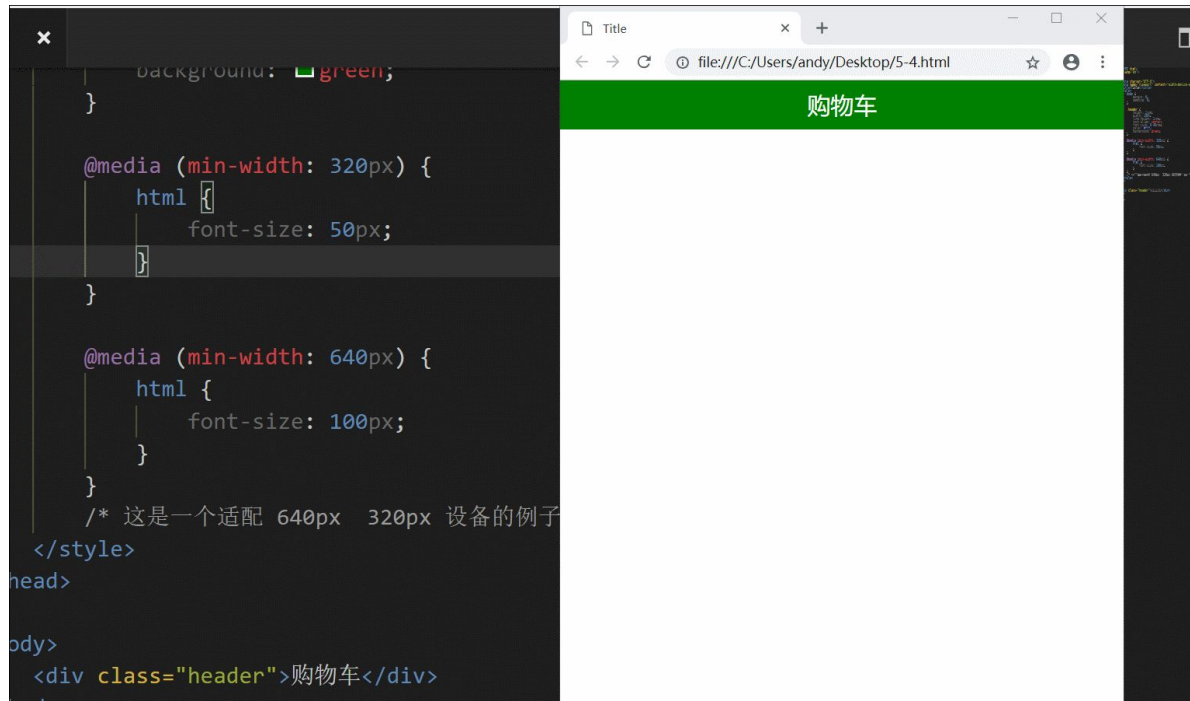 background: green;
}
@media (min-width: 320px) {
html {
font-size: 50px;
}
}
@media (min-width: 640px) {
html {
font-size: 100px;
}
}
/* 这是一个适配 640px 320px 设备的例子
</style>
head>
ody>
<div class="header">购物车</div>
Title
file:///C:/Users/andy/Desktop/5-4.html
购物车